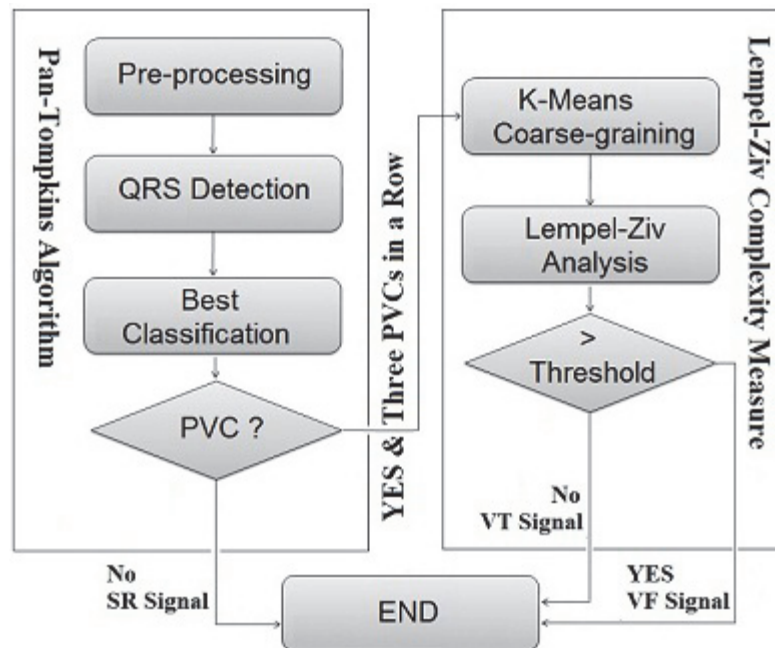 Pan-Tompkins Algorithm
Pre-processing
QRS Detection
Best
Classification
PVC ?
No
SR Signal
YES & Three PVCs in a Row
Lempel-Ziv Complexity Measure
K-Means
Coarse-graining
Lempel-Ziv
Analysis
>
Threshold
No
VT Signal
YES
VF Signal
END